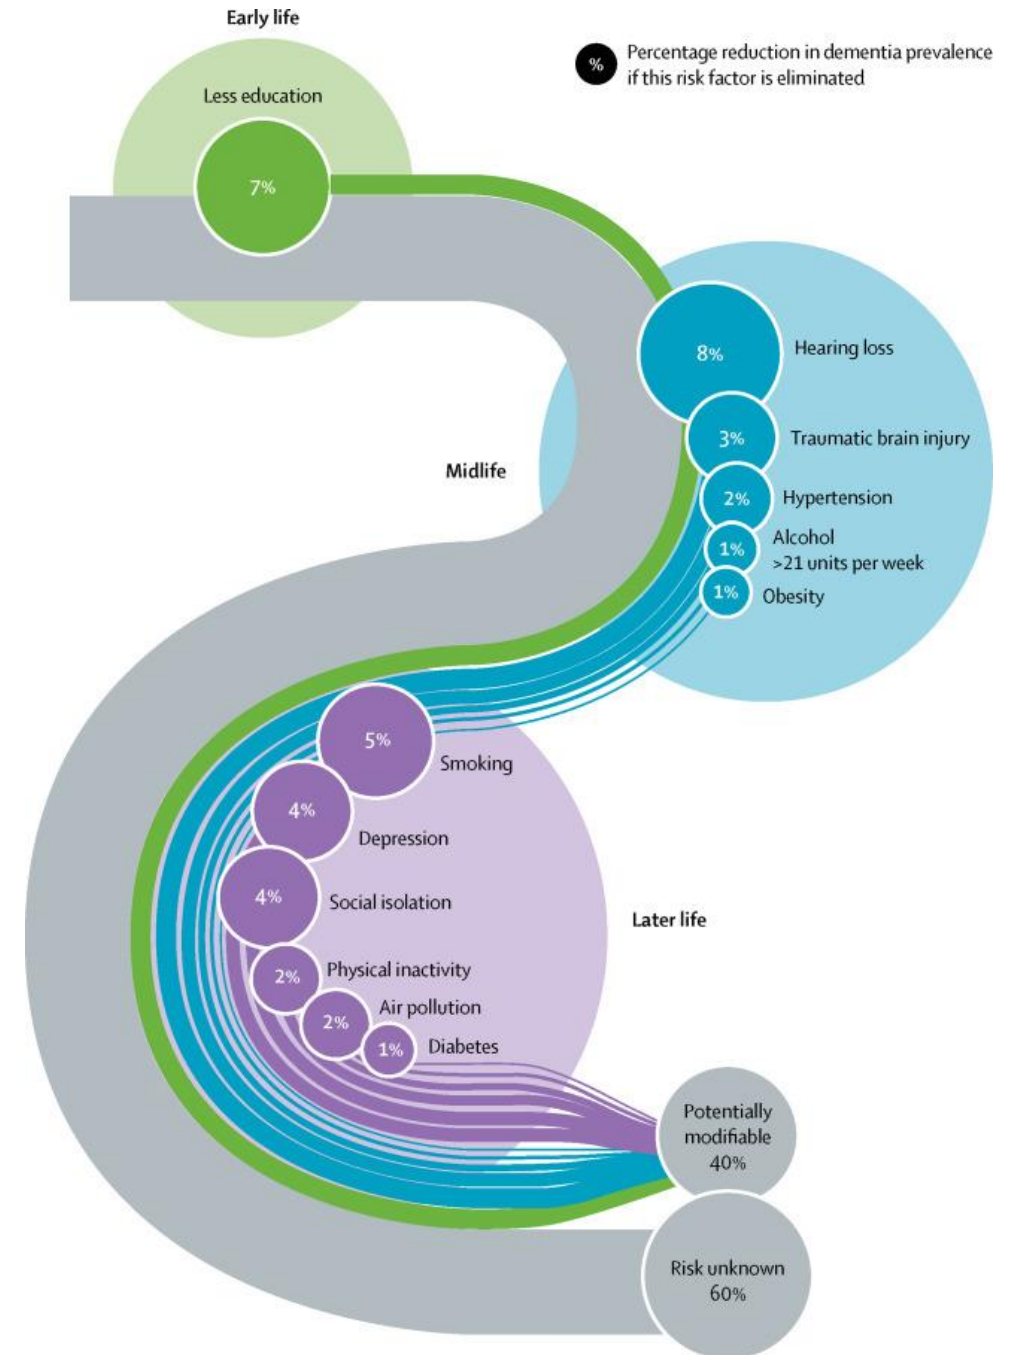 Early life
%
Percentage reduction in dementia prevalence
if this risk factor is eliminated
Less education
7%
8%
Hearing loss
3%
Traumatic brain injury
Midlife
2%
Hypertension
1%
Alcohol
>21 units per week
1%
Obesity
5%
Smoking
4%
Depression
4%
Social isolation
Later life
2%
Physical inactivity
2%
Air pollution
1%
Diabetes
Potentially
modifiable
40%
Risk unknown
60%